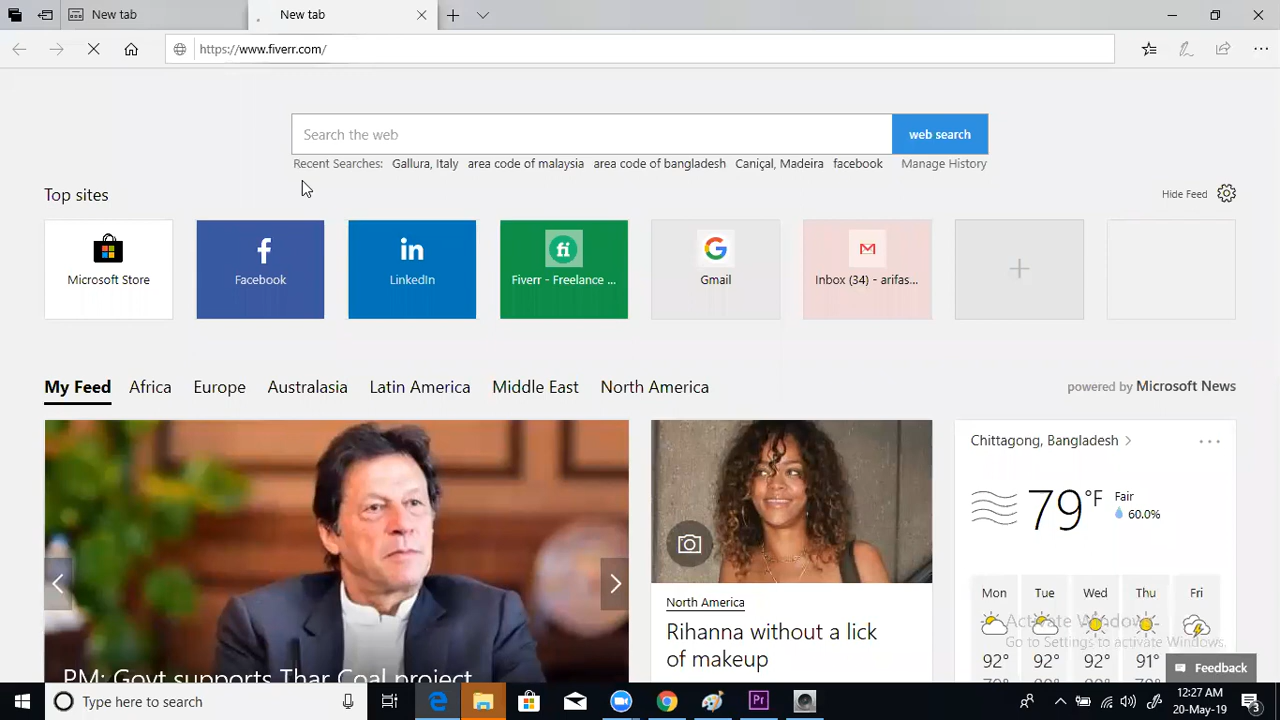 New tab
New tab
https://www.fiverr.com/
Search the web
web search
Recent Searches: Gallura, Italy area code of malaysia area code of bangladesh Caniçal, Madeira facebook Manage History
Top sites
Hide Feed
Microsoft Store
Facebook
LinkedIn
Fiverr - Freelance ...
Gmail
Inbox (34) - arifas...
My Feed Africa Europe Australasia Latin America Middle East North America
powered by Microsoft News
PM: Govt supports Thar Coal project
North America
Rihanna without a lick
of makeup
Chittagong, Bangladesh
79°F
Fair
60.0%
Mon Tue Wed Thu Fri
92° 92° 92° 91°
Activate Windows
Go to Settings to activate Windows.
Feedback
Type here to search
12:27 AM
20-May-19
3